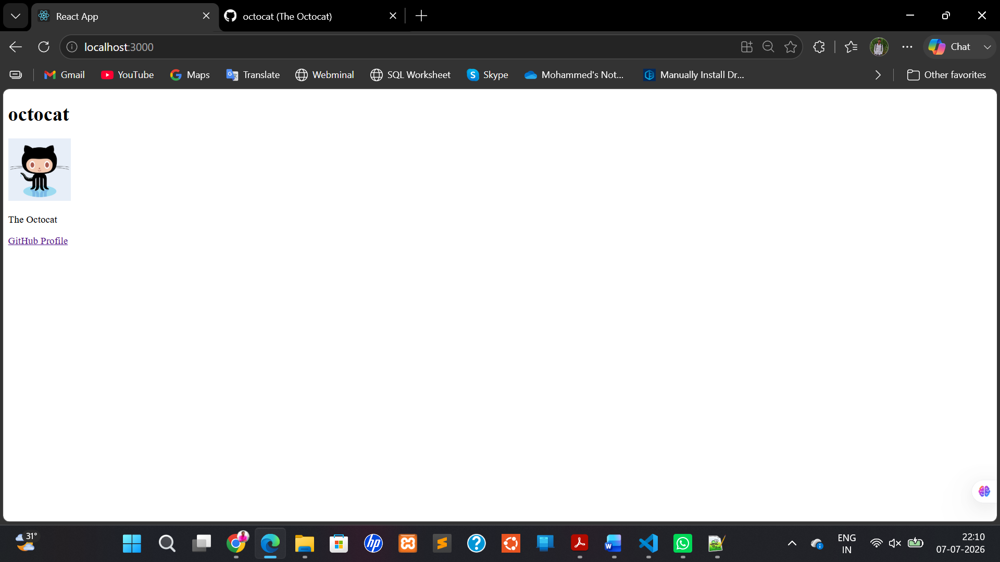 React App
octocat (The Octocat)
localhost:3000
Chat
Gmail
YouTube
Maps
Translate
Webminal
SQL Worksheet
Skype
Mohammed's Not...
Manually Install Dr...
Other favorites
octocat
The Octocat
GitHub Profile
31°
hp
ENG
IN
22:10
07-07-2026